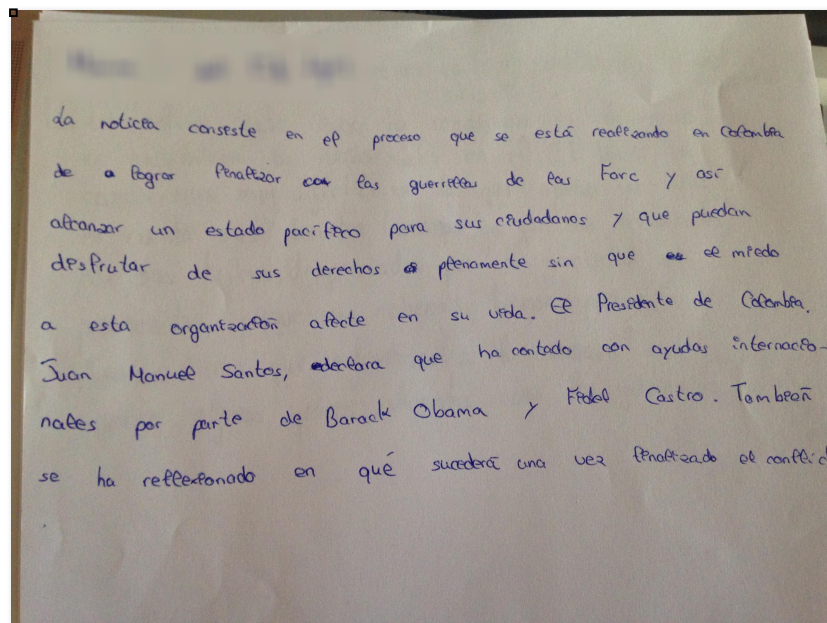 La noticia consiste en el proceso que se está realizando en Colombia
de a lograr finalizar con las guerrillas de las Farc y así
alcanzar un estado pacífico para sus ciudadanos y que puedan
disfrutar de sus derechos plenamente sin que el miedo
a esta organización afecte en su vida. El Presidente de Colombia.
Juan Manuel Santos, declara que ha contado con ayudas internacio-
nales por parte de Barack Obama y Fidel Castro. También
se ha reflexionado en qué sucederá una vez finalizado el conflic